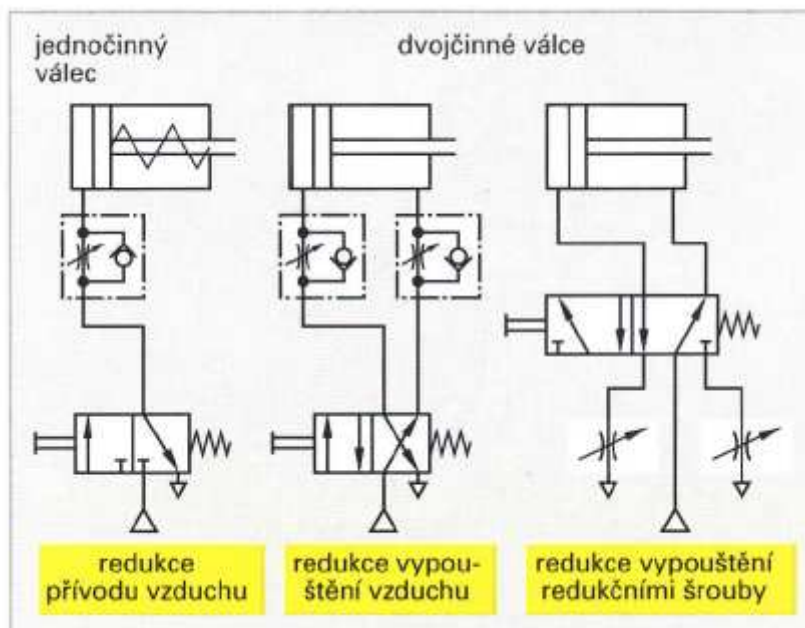 jednočinný
válec
dvojčinné válce
redukce
přívodu vzduchu
redukce vypou-
štění vzduchu
redukce vypouštění
redukčními šrouby